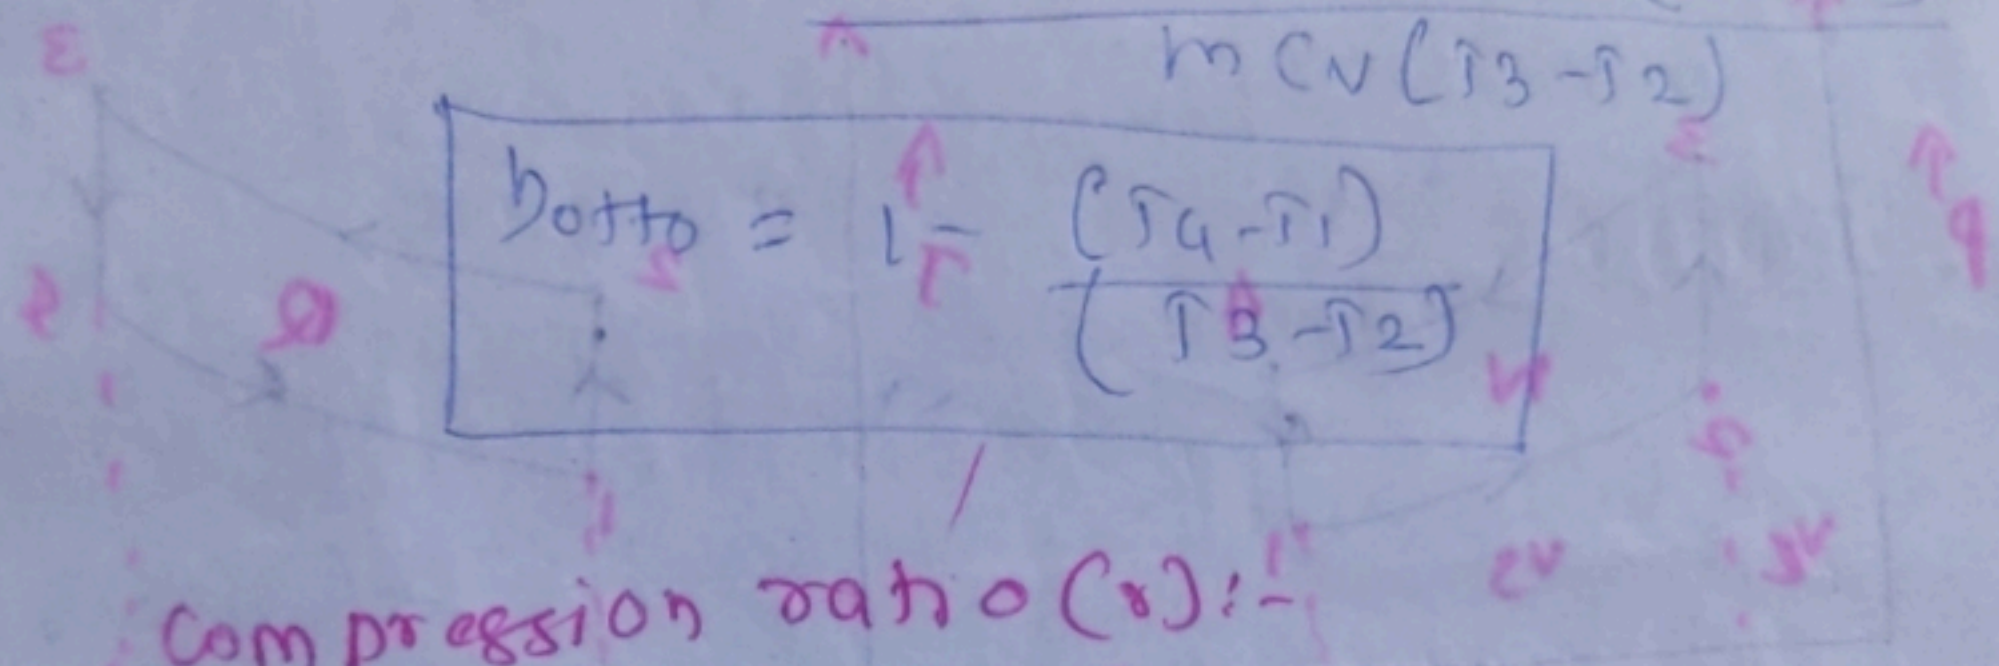 m Cv (T3 - T2)
ηotto = 1 - (T4 - T1)
(T3 - T2)
Compression ratio (r) :-